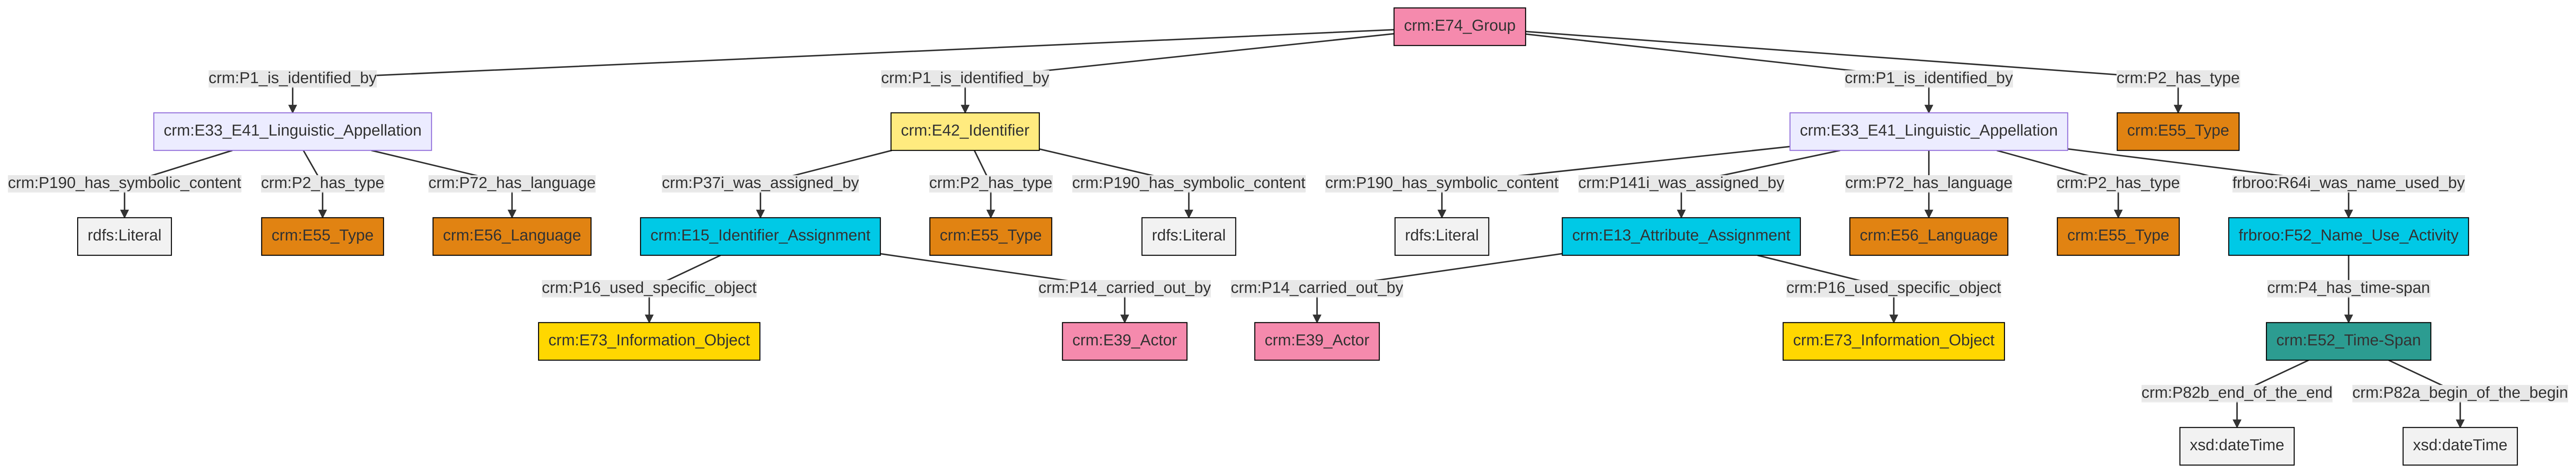 crm:E74_Group
crm:P1_is_identified_by
crm:P1_is_identified_by
crm:P1_is_identified_by
crm:P2_has_type
crm:E33_E41_Linguistic_Appellation
crm:E42_Identifier
crm:E33_E41_Linguistic_Appellation
crm:E55_Type
crm:P190_has_symbolic_content
crm:P2_has_type
crm:P72_has_language
crm:P37i_was_assigned_by
crm:P2_has_type
crm:P190_has_symbolic_content
crm:P190_has_symbolic_content
crm:P141i_was_assigned_by
crm:P72_has_language
crm:P2_has_type
frbroo:R64i_was_name_used_by
rdfs:Literal
crm:E55_Type
crm:E56_Language
crm:E15_Identifier_Assignment
crm:E55_Type
rdfs:Literal
rdfs:Literal
crm:E13_Attribute_Assignment
crm:E56_Language
crm:E55_Type
frbroo:F52_Name_Use_Activity
crm:P16_used_specific_object
crm:P14_carried_out_by
crm:P14_carried_out_by
crm:P16_used_specific_object
crm:P4_has_time-span
crm:E73_Information_Object
crm:E39_Actor
crm:E39_Actor
crm:E73_Information_Object
crm:E52_Time-Span
crm:P82b_end_of_the_end
crm:P82a_begin_of_the_begin
xsd:dateTime
xsd:dateTime